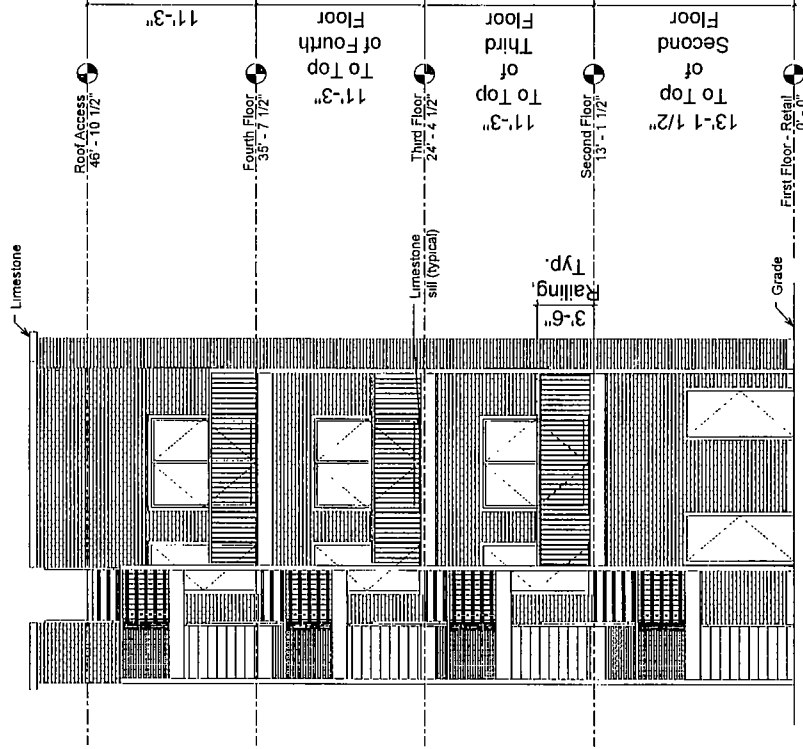 Limestone
Roof Access
46' - 10 1/2"
11'-3"
Fourth Floor
35' - 7 1/2"
11'-3"
To Top
of Fourth
Floor
Limestone
sill (typical)
Third Floor
24' - 4 1/2"
11'-3"
To Top
of
Third
Floor
3'-6"
Railing,
Typ.
Second Floor
13' - 1 1/2"
13'-1 1/2"
To Top
of
Second
Floor
Grade
First Floor - Retail
0' - 0"